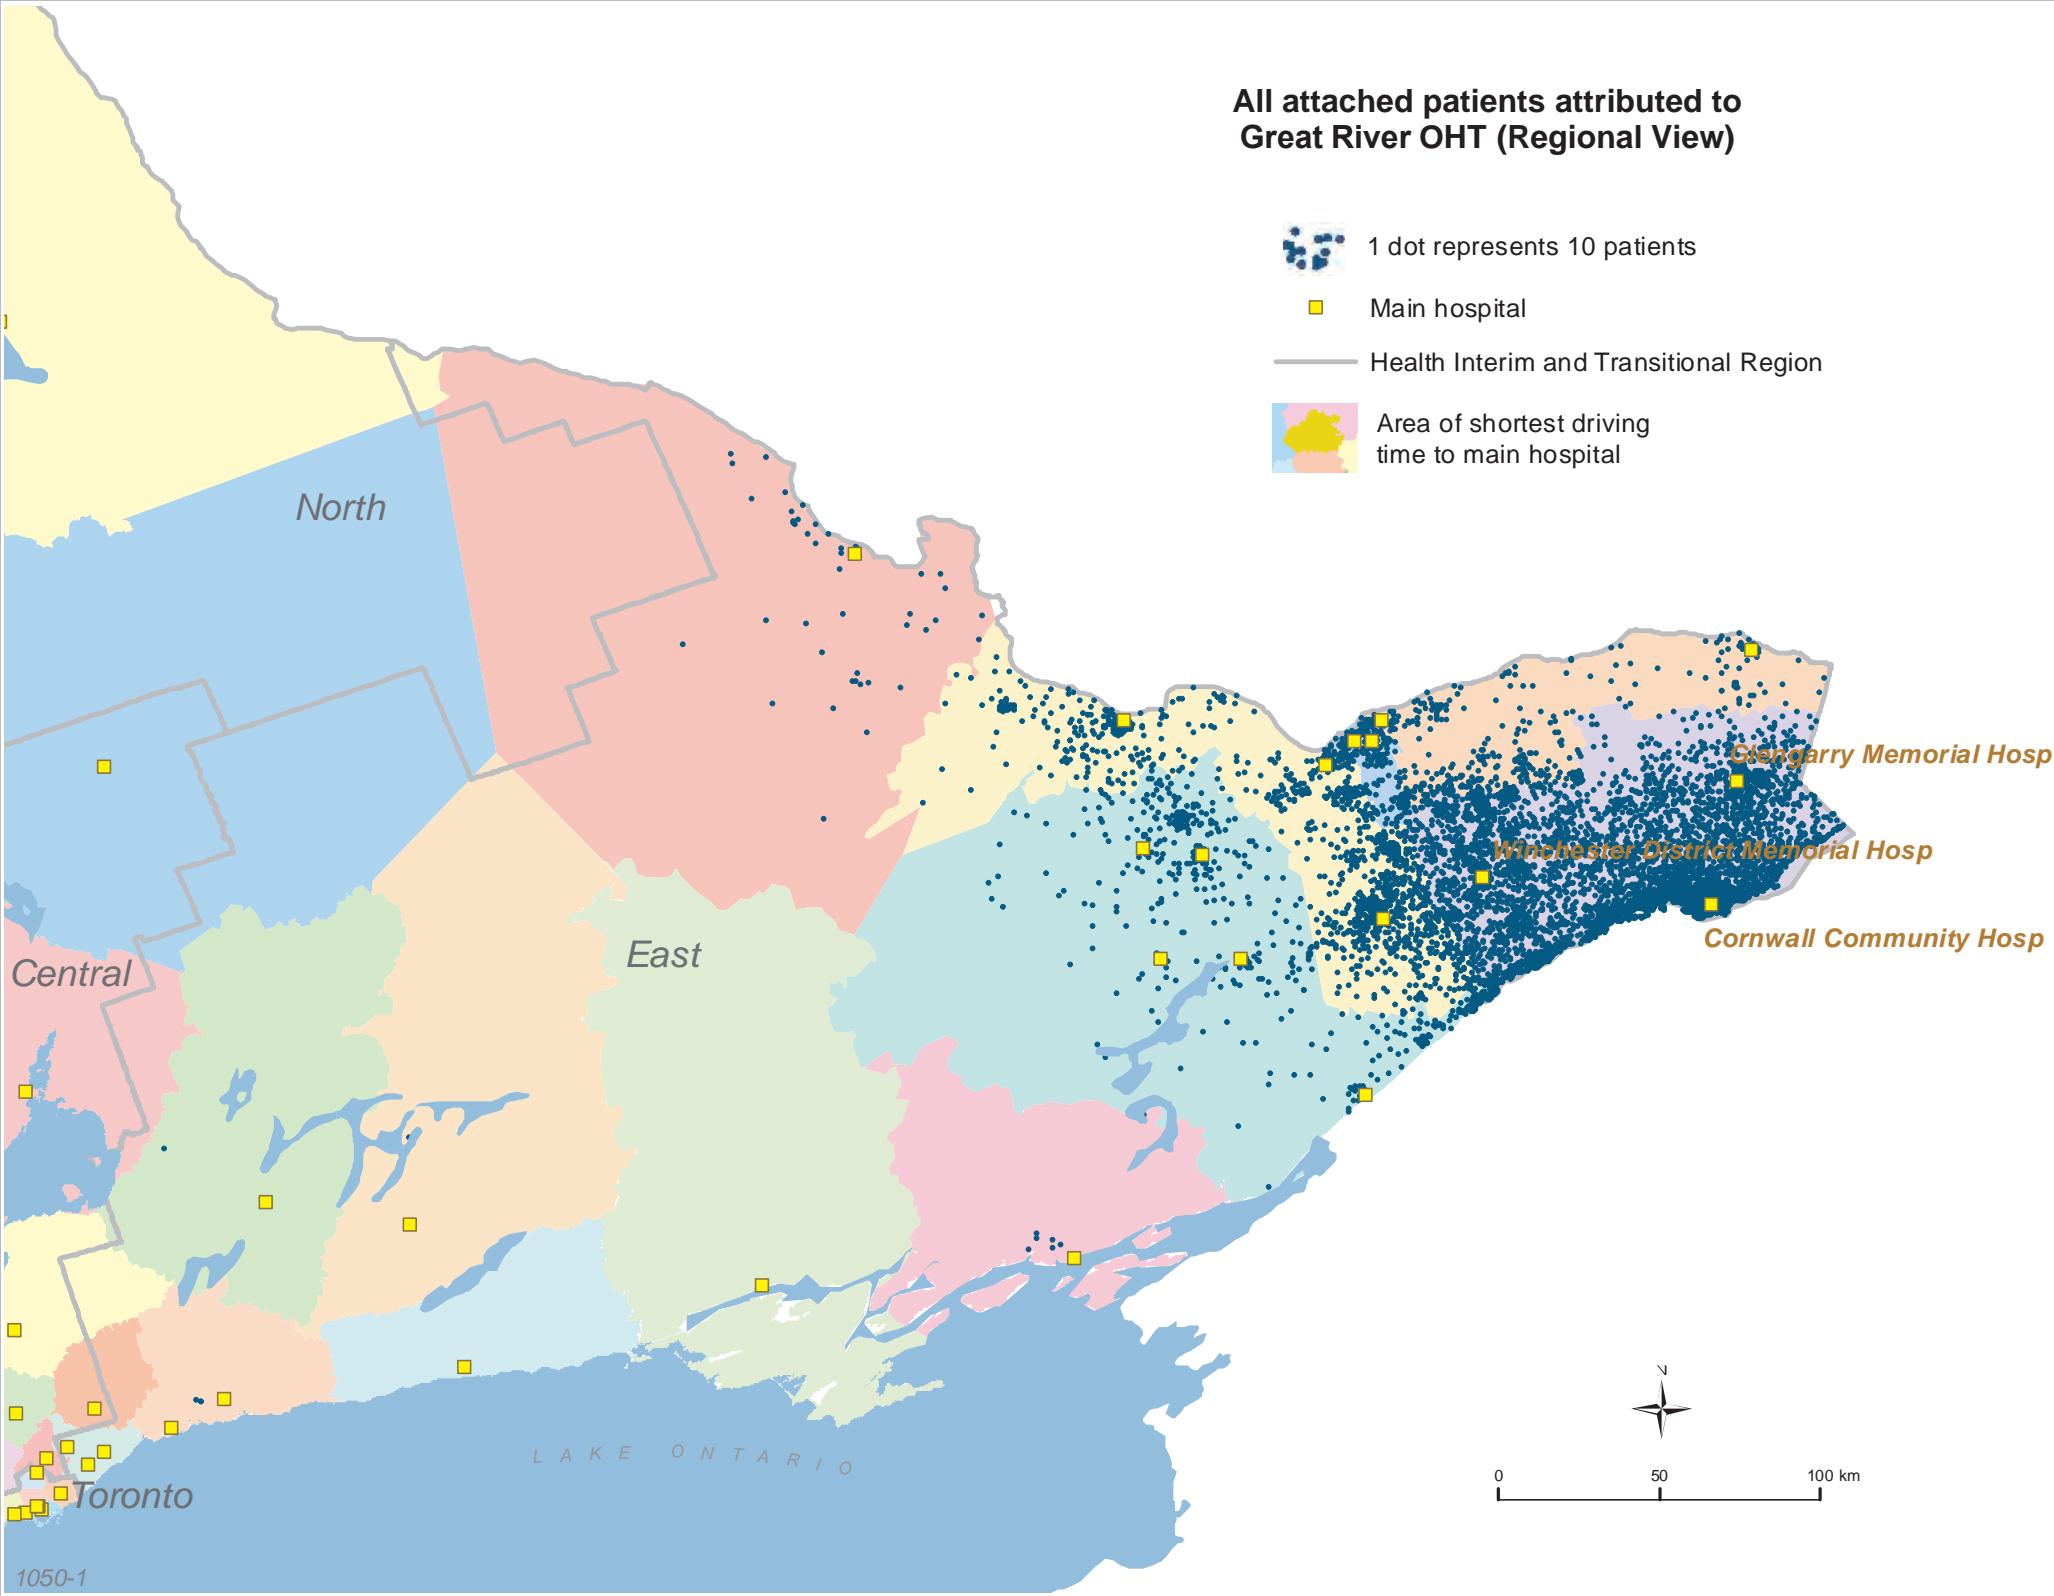 All attached patients attributed to
Great River OHT (Regional View)
1 dot represents 10 patients
Main hospital
Health Interim and Transitional Region
Area of shortest driving
time to main hospital
North
Glengarry Memorial Hosp
Winchester District Memorial Hosp
Cornwall Community Hosp
East
Central
LAKE ONTARIO
Toronto
N
0 50 100 km
1050-1